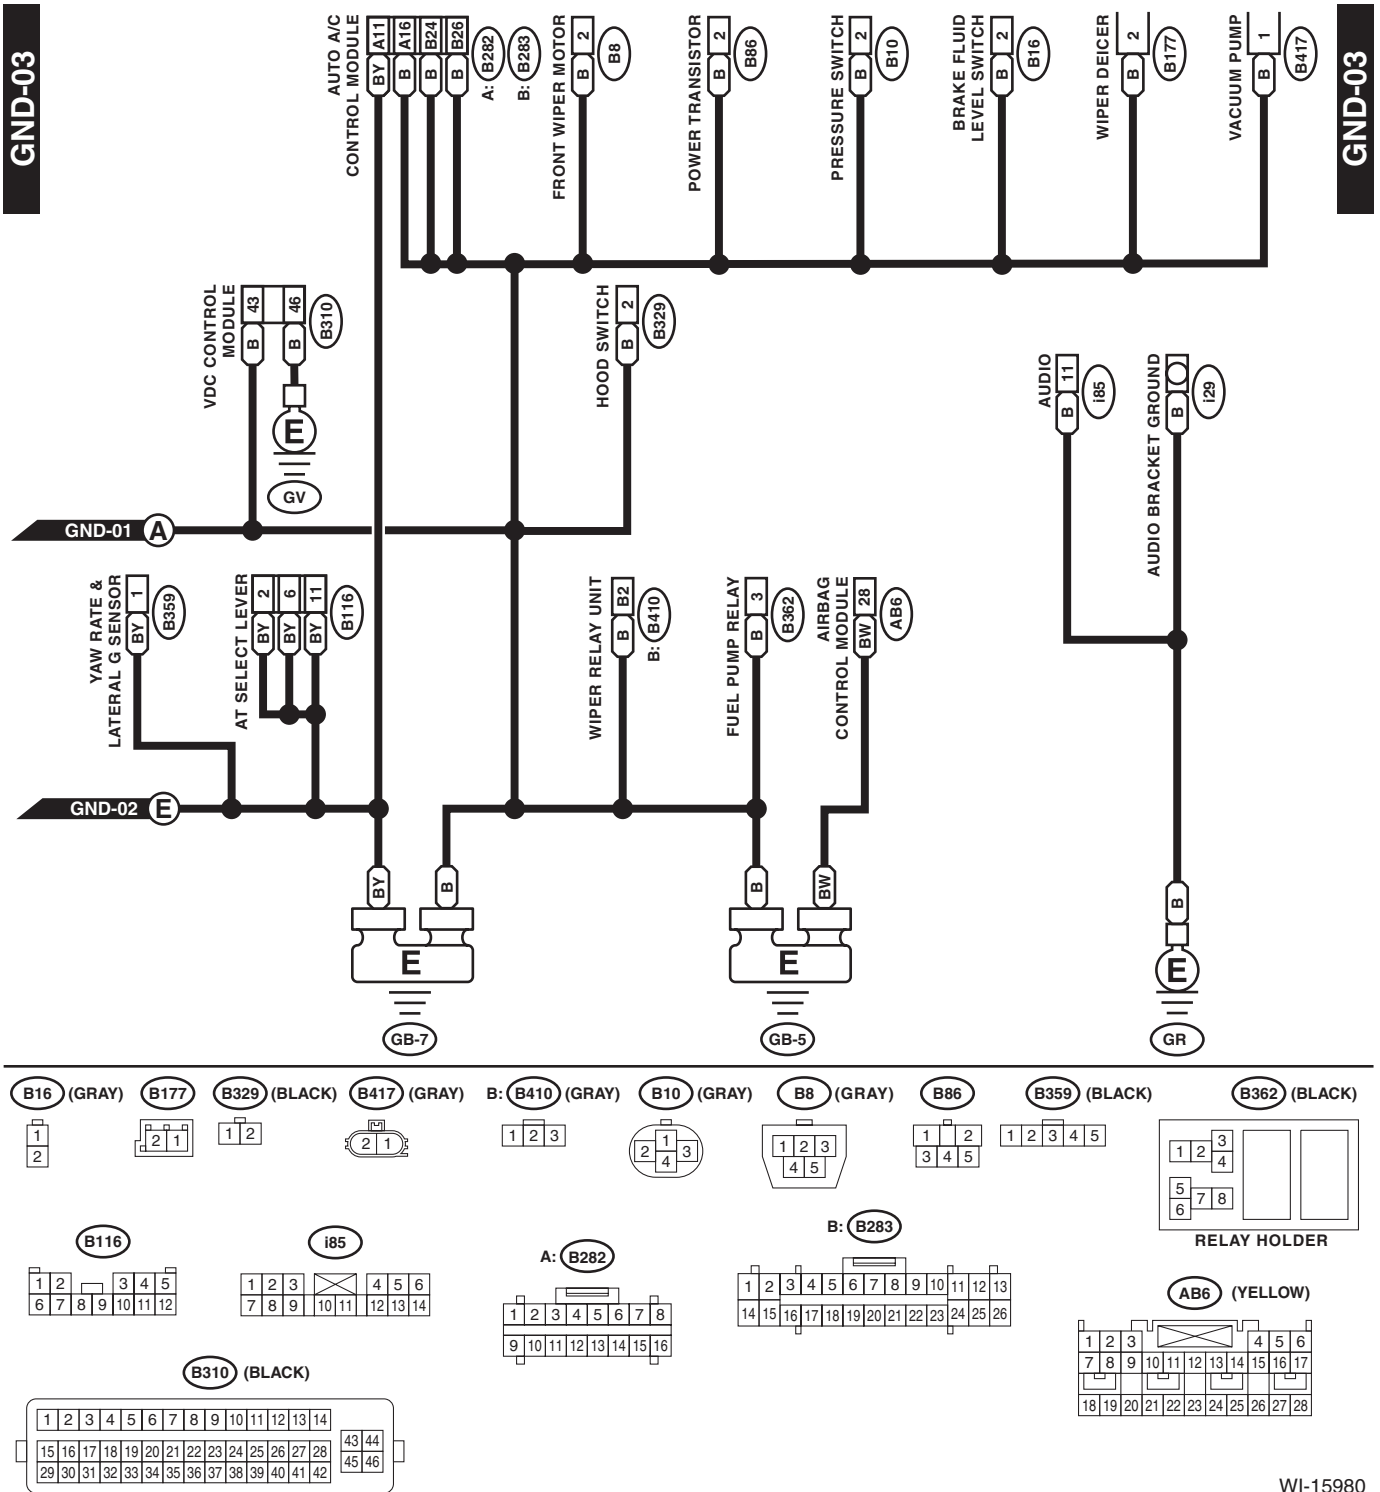 GND-03
GND-03
AUTO A/C
CONTROL MODULE
A11 A16 B24 B26
BY B B B
A: B282
B: B283
FRONT WIPER MOTOR
2
B
B8
POWER TRANSISTOR
2
B
B86
PRESSURE SWITCH
2
B
B10
BRAKE FLUID
LEVEL SWITCH
2
B
B16
WIPER DEICER
2
B
B177
VACUUM PUMP
1
B
B417
VDC CONTROL
MODULE
43 46
B B
B310
E
GV
HOOD SWITCH
2
B
B329
AUDIO
11
B
i85
AUDIO BRACKET GROUND
B
i29
GND-01 A
YAW RATE &
LATERAL G SENSOR
1
BY
B359
AT SELECT LEVER
2 6 11
BY BY BY
B116
WIPER RELAY UNIT
B2
B
B: B410
FUEL PUMP RELAY
3
B
B362
AIRBAG
CONTROL MODULE
28
BW
AB6
GND-02 E
BY B
E
GB-7
B BW
E
GB-5
B
E
GR
B16 (GRAY)
1
2
B177
2 1
B329 (BLACK)
1 2
B417 (GRAY)
2 1
B: B410 (GRAY)
1 2 3
B10 (GRAY)
1
2 3
4
B8 (GRAY)
1 2 3
4 5
B86
1 2
3 4 5
B359 (BLACK)
1 2 3 4 5
B362 (BLACK)
1 2 3
4
5 7 8
6
RELAY HOLDER
B116
1 2 3 4 5
6 7 8 9 10 11 12
i85
1 2 3 4 5 6
7 8 9 10 11 12 13 14
A: B282
1 2 3 4 5 6 7 8
9 10 11 12 13 14 15 16
B: B283
1 2 3 4 5 6 7 8 9 10 11 12 13
14 15 16 17 18 19 20 21 22 23 24 25 26
AB6 (YELLOW)
1 2 3 4 5 6
7 8 9 10 11 12 13 14 15 16 17
18 19 20 21 22 23 24 25 26 27 28
B310 (BLACK)
1 2 3 4 5 6 7 8 9 10 11 12 13 14
15 16 17 18 19 20 21 22 23 24 25 26 27 28
29 30 31 32 33 34 35 36 37 38 39 40 41 42
43 44
45 46
WI-15980